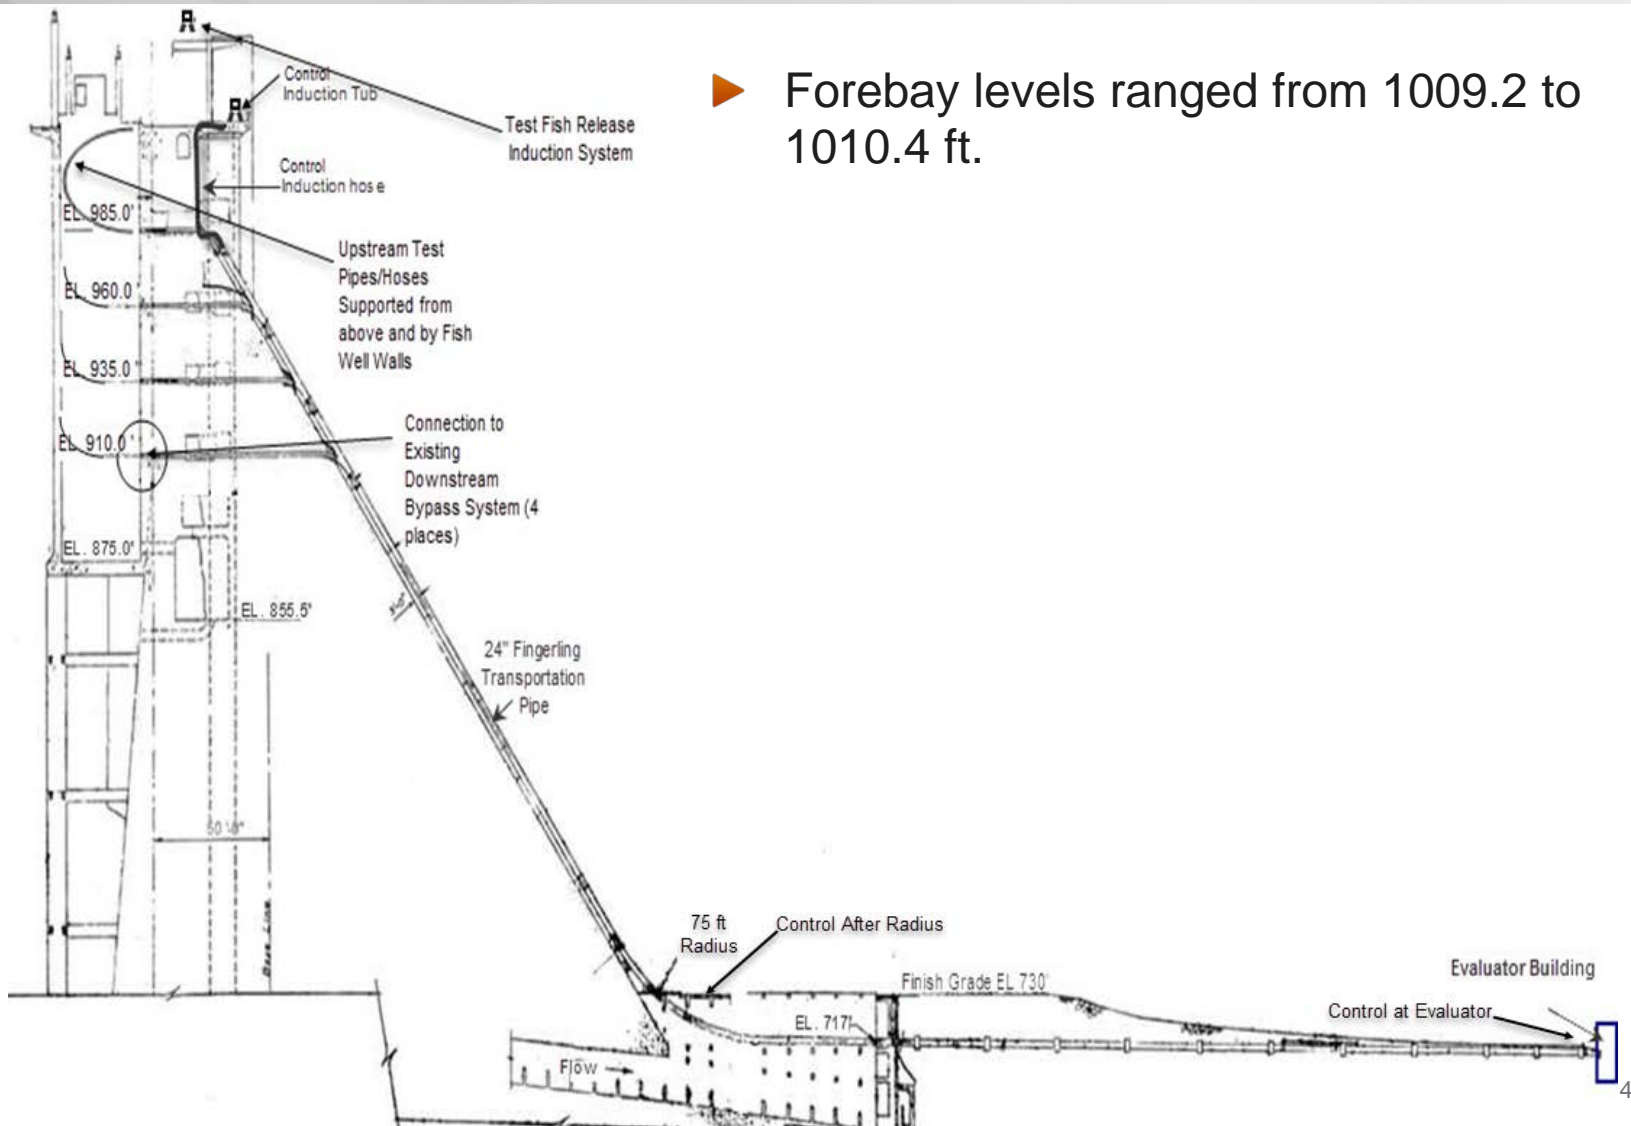 Forebay levels ranged from 1009.2 to
1010.4 ft.
Control
Induction Tub
Test Fish Release
Induction System
Control
Induction hose
EL. 985.0'
Upstream Test
Pipes/Hoses
Supported from
above and by Fish
Well Walls
EL. 960.0'
EL. 935.0'
Connection to
Existing
Downstream
Bypass System (4
places)
EL. 910.0'
EL. 875.0'
EL. 855.5'
24" Fingerling
Transportation
Pipe
Base Line
75 ft
Radius
Control After Radius
Finish Grade EL 730'
Evaluator Building
Control at Evaluator
EL. 717'
Flow
4